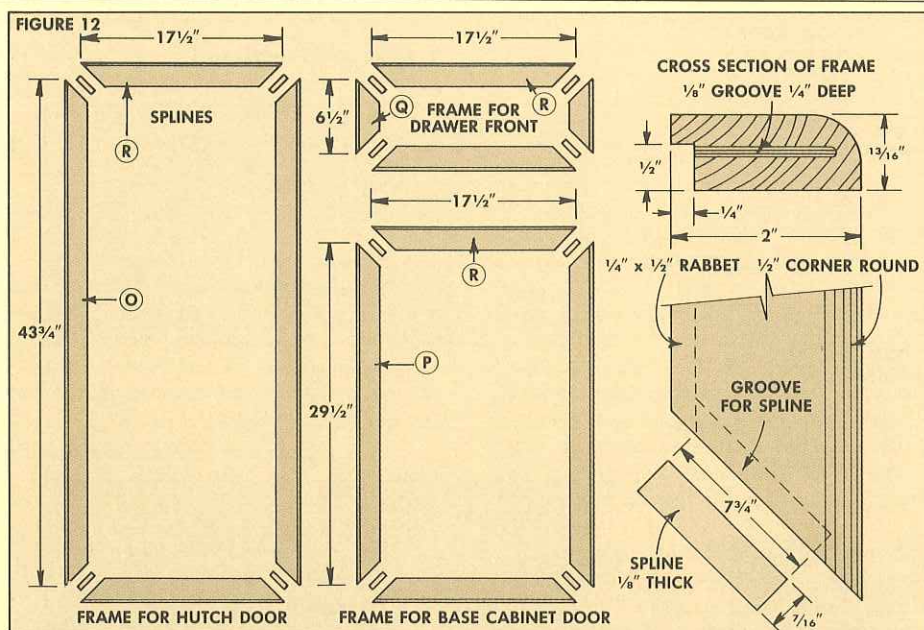 FIGURE 12
17½"
SPLINES
R
O
43¾"
FRAME FOR HUTCH DOOR
17½"
Q
R
6½"
FRAME FOR
DRAWER FRONT
17½"
R
P
29½"
FRAME FOR BASE CABINET DOOR
CROSS SECTION OF FRAME
⅛" GROOVE ¼" DEEP
½"
13/16"
¼"
2"
¼ x ½" RABBET
½" CORNER ROUND
GROOVE
FOR SPLINE
7¾"
SPLINE
⅛" THICK
7/16"